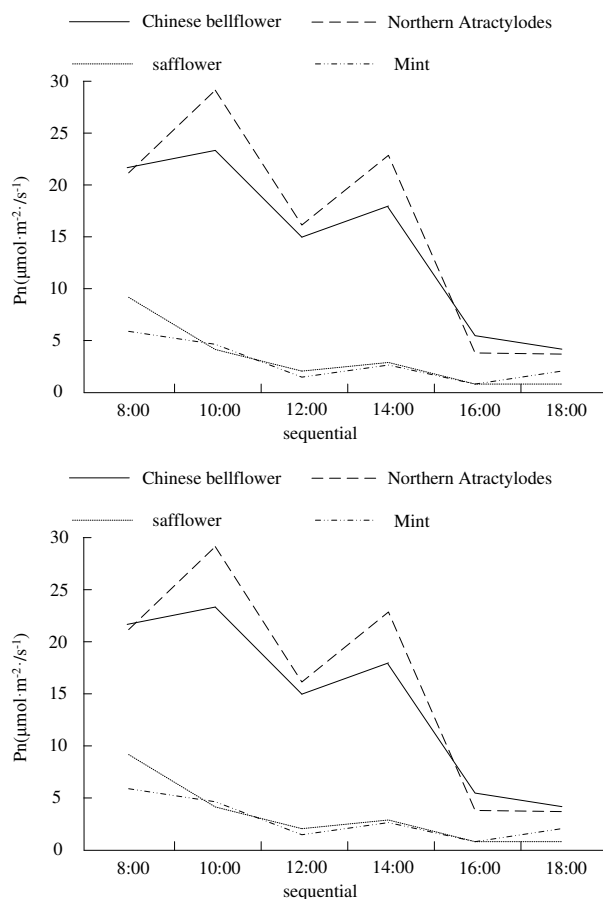 Chinese bellflower Northern Atractylodes
safflower Mint
30
25
20
15
10
5
0
Pn(μmol·m⁻²·/s⁻¹)
8:00 10:00 12:00 14:00 16:00 18:00
sequential
Chinese bellflower Northern Atractylodes
safflower Mint
30
25
20
15
10
5
0
Pn(μmol·m⁻²·/s⁻¹)
8:00 10:00 12:00 14:00 16:00 18:00
sequential